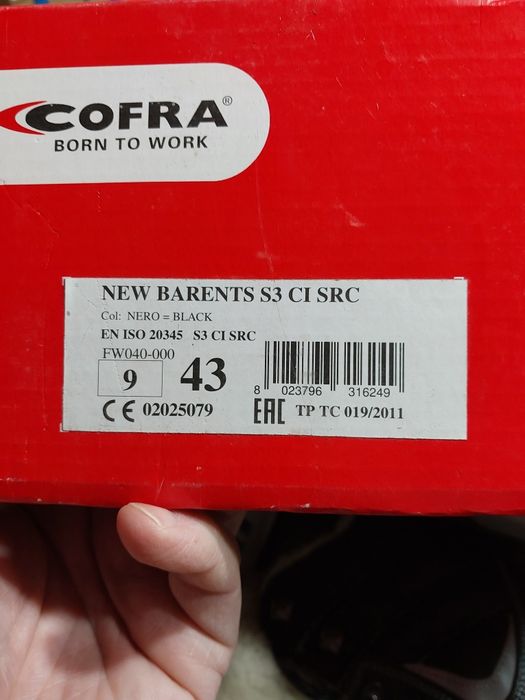 COFRA®
BORN TO WORK
NEW BARENTS S3 CI SRC
Col: NERO = BLACK
EN ISO 20345 S3 CI SRC
FW040-000
9 43
8 023796 316249
CE 02025079 EAC TP TC 019/2011